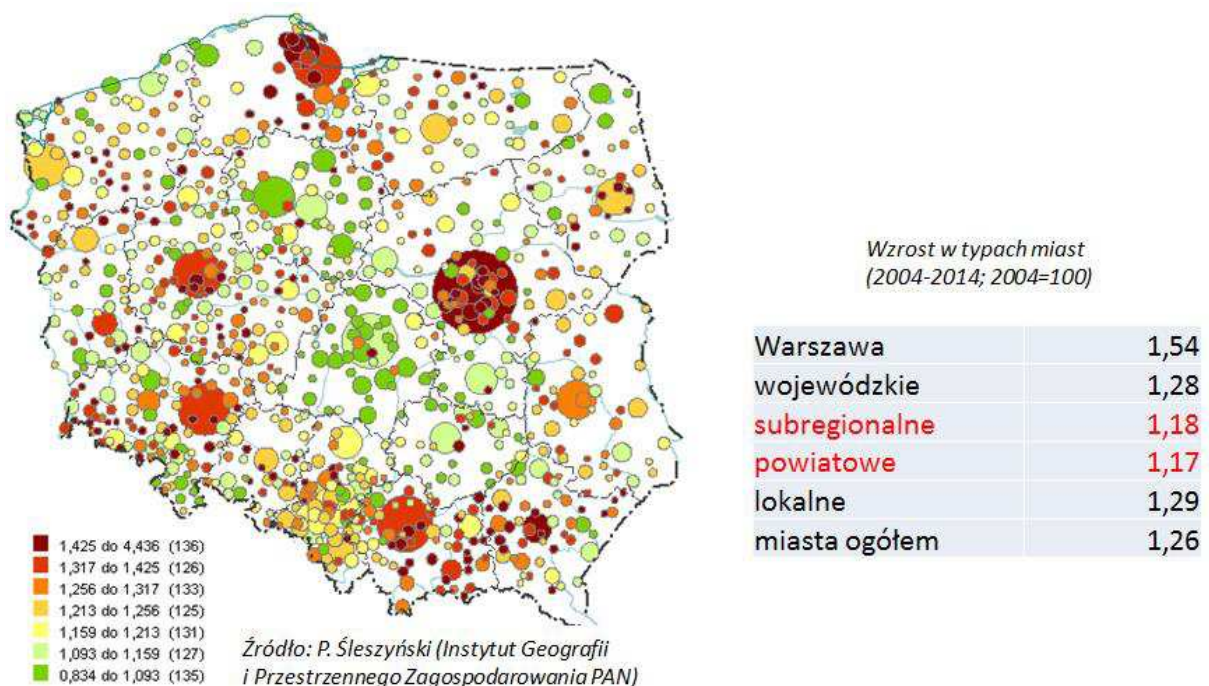 Wzrost w typach miast
(2004-2014; 2004=100)
Warszawa 1,54
wojewódzkie 1,28
subregionalne 1,18
powiatowe 1,17
lokalne 1,29
miasta ogółem 1,26
1,425 do 4,436 (136)
1,317 do 1,425 (126)
1,256 do 1,317 (133)
1,213 do 1,256 (125)
1,159 do 1,213 (131)
1,093 do 1,159 (127)
0,834 do 1,093 (135)
Źródło: P. Śleszyński (Instytut Geografii
i Przestrzennego Zagospodarowania PAN)